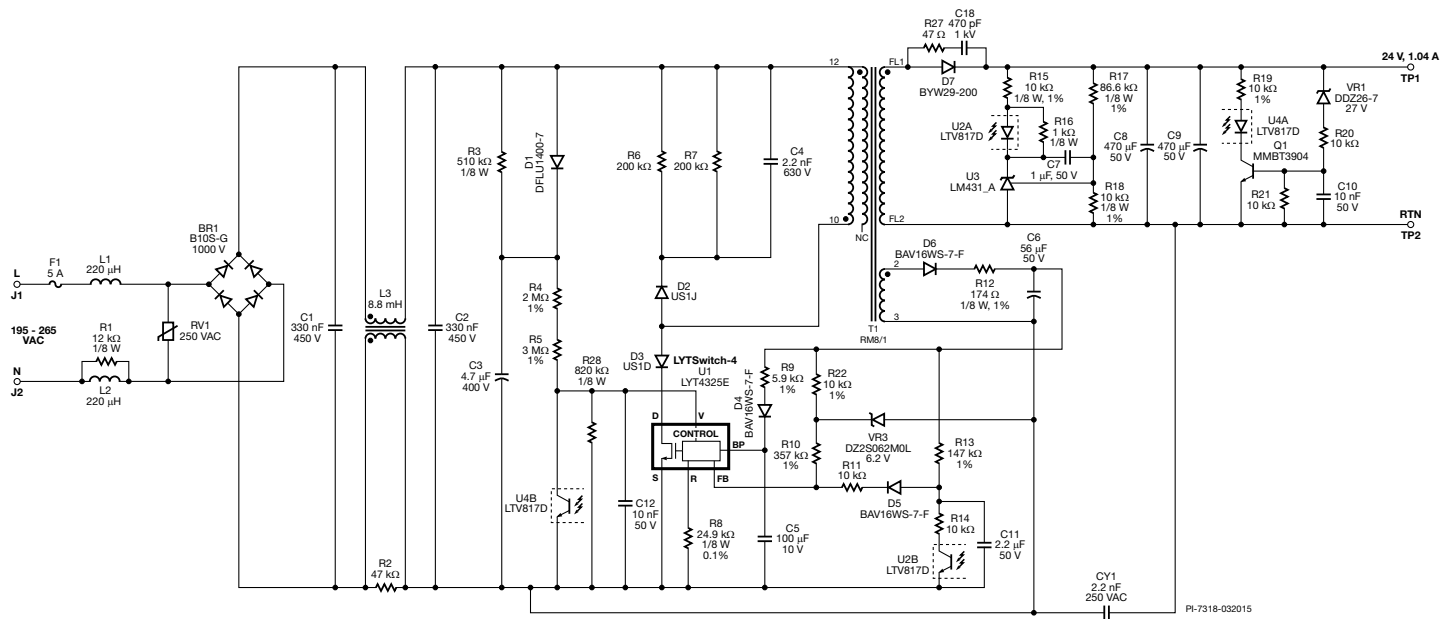 L
J1
F1
5 A
L1
220 µH
195 - 265
VAC
R1
12 kΩ
1/8 W
N
J2
L2
220 µH
RV1
250 VAC
BR1
B10S-G
1000 V
C1
330 nF
450 V
L3
8.8 mH
R2
47 kΩ
C2
330 nF
450 V
R3
510 kΩ
1/8 W
D1
DFLU1400-7
R4
2 MΩ
1%
R5
3 MΩ
1%
C3
4.7 µF
400 V
R28
820 kΩ
1/8 W
U4B
LTV817D
C12
10 nF
50 V
R6
200 kΩ
R7
200 kΩ
C4
2.2 nF
630 V
D2
US1J
D3
US1D
LYTSwitch-4
U1
LYT4325E
D
V
CONTROL
BP
S
R
FB
R8
24.9 kΩ
1/8 W
0.1%
D4
BAV16WS-7-F
R9
5.9 kΩ
1%
C5
100 µF
10 V
R22
10 kΩ
1%
R10
357 kΩ
1%
VR3
DZ2S062M0L
6.2 V
R11
10 kΩ
D5
BAV16WS-7-F
R13
147 kΩ
1%
R14
10 kΩ
U2B
LTV817D
C11
2.2 µF
50 V
12
10
NC
FL1
FL2
2
3
T1
RM8/1
D6
BAV16WS-7-F
R12
174 Ω
1/8 W, 1%
C6
56 µF
50 V
R27
47 Ω
C18
470 pF
1 kV
D7
BYW29-200
R15
10 kΩ
1/8 W, 1%
U2A
LTV817D
R16
1 kΩ
1/8 W
C7
1 µF, 50 V
U3
LM431_A
R17
86.6 kΩ
1/8 W
1%
R18
10 kΩ
1/8 W
1%
C8
470 µF
50 V
C9
470 µF
50 V
R19
10 kΩ
1%
U4A
LTV817D
Q1
MMBT3904
R21
10 kΩ
VR1
DDZ26-7
27 V
R20
10 kΩ
C10
10 nF
50 V
24 V, 1.04 A
TP1
RTN
TP2
CY1
2.2 nF
250 VAC
PI-7318-032015